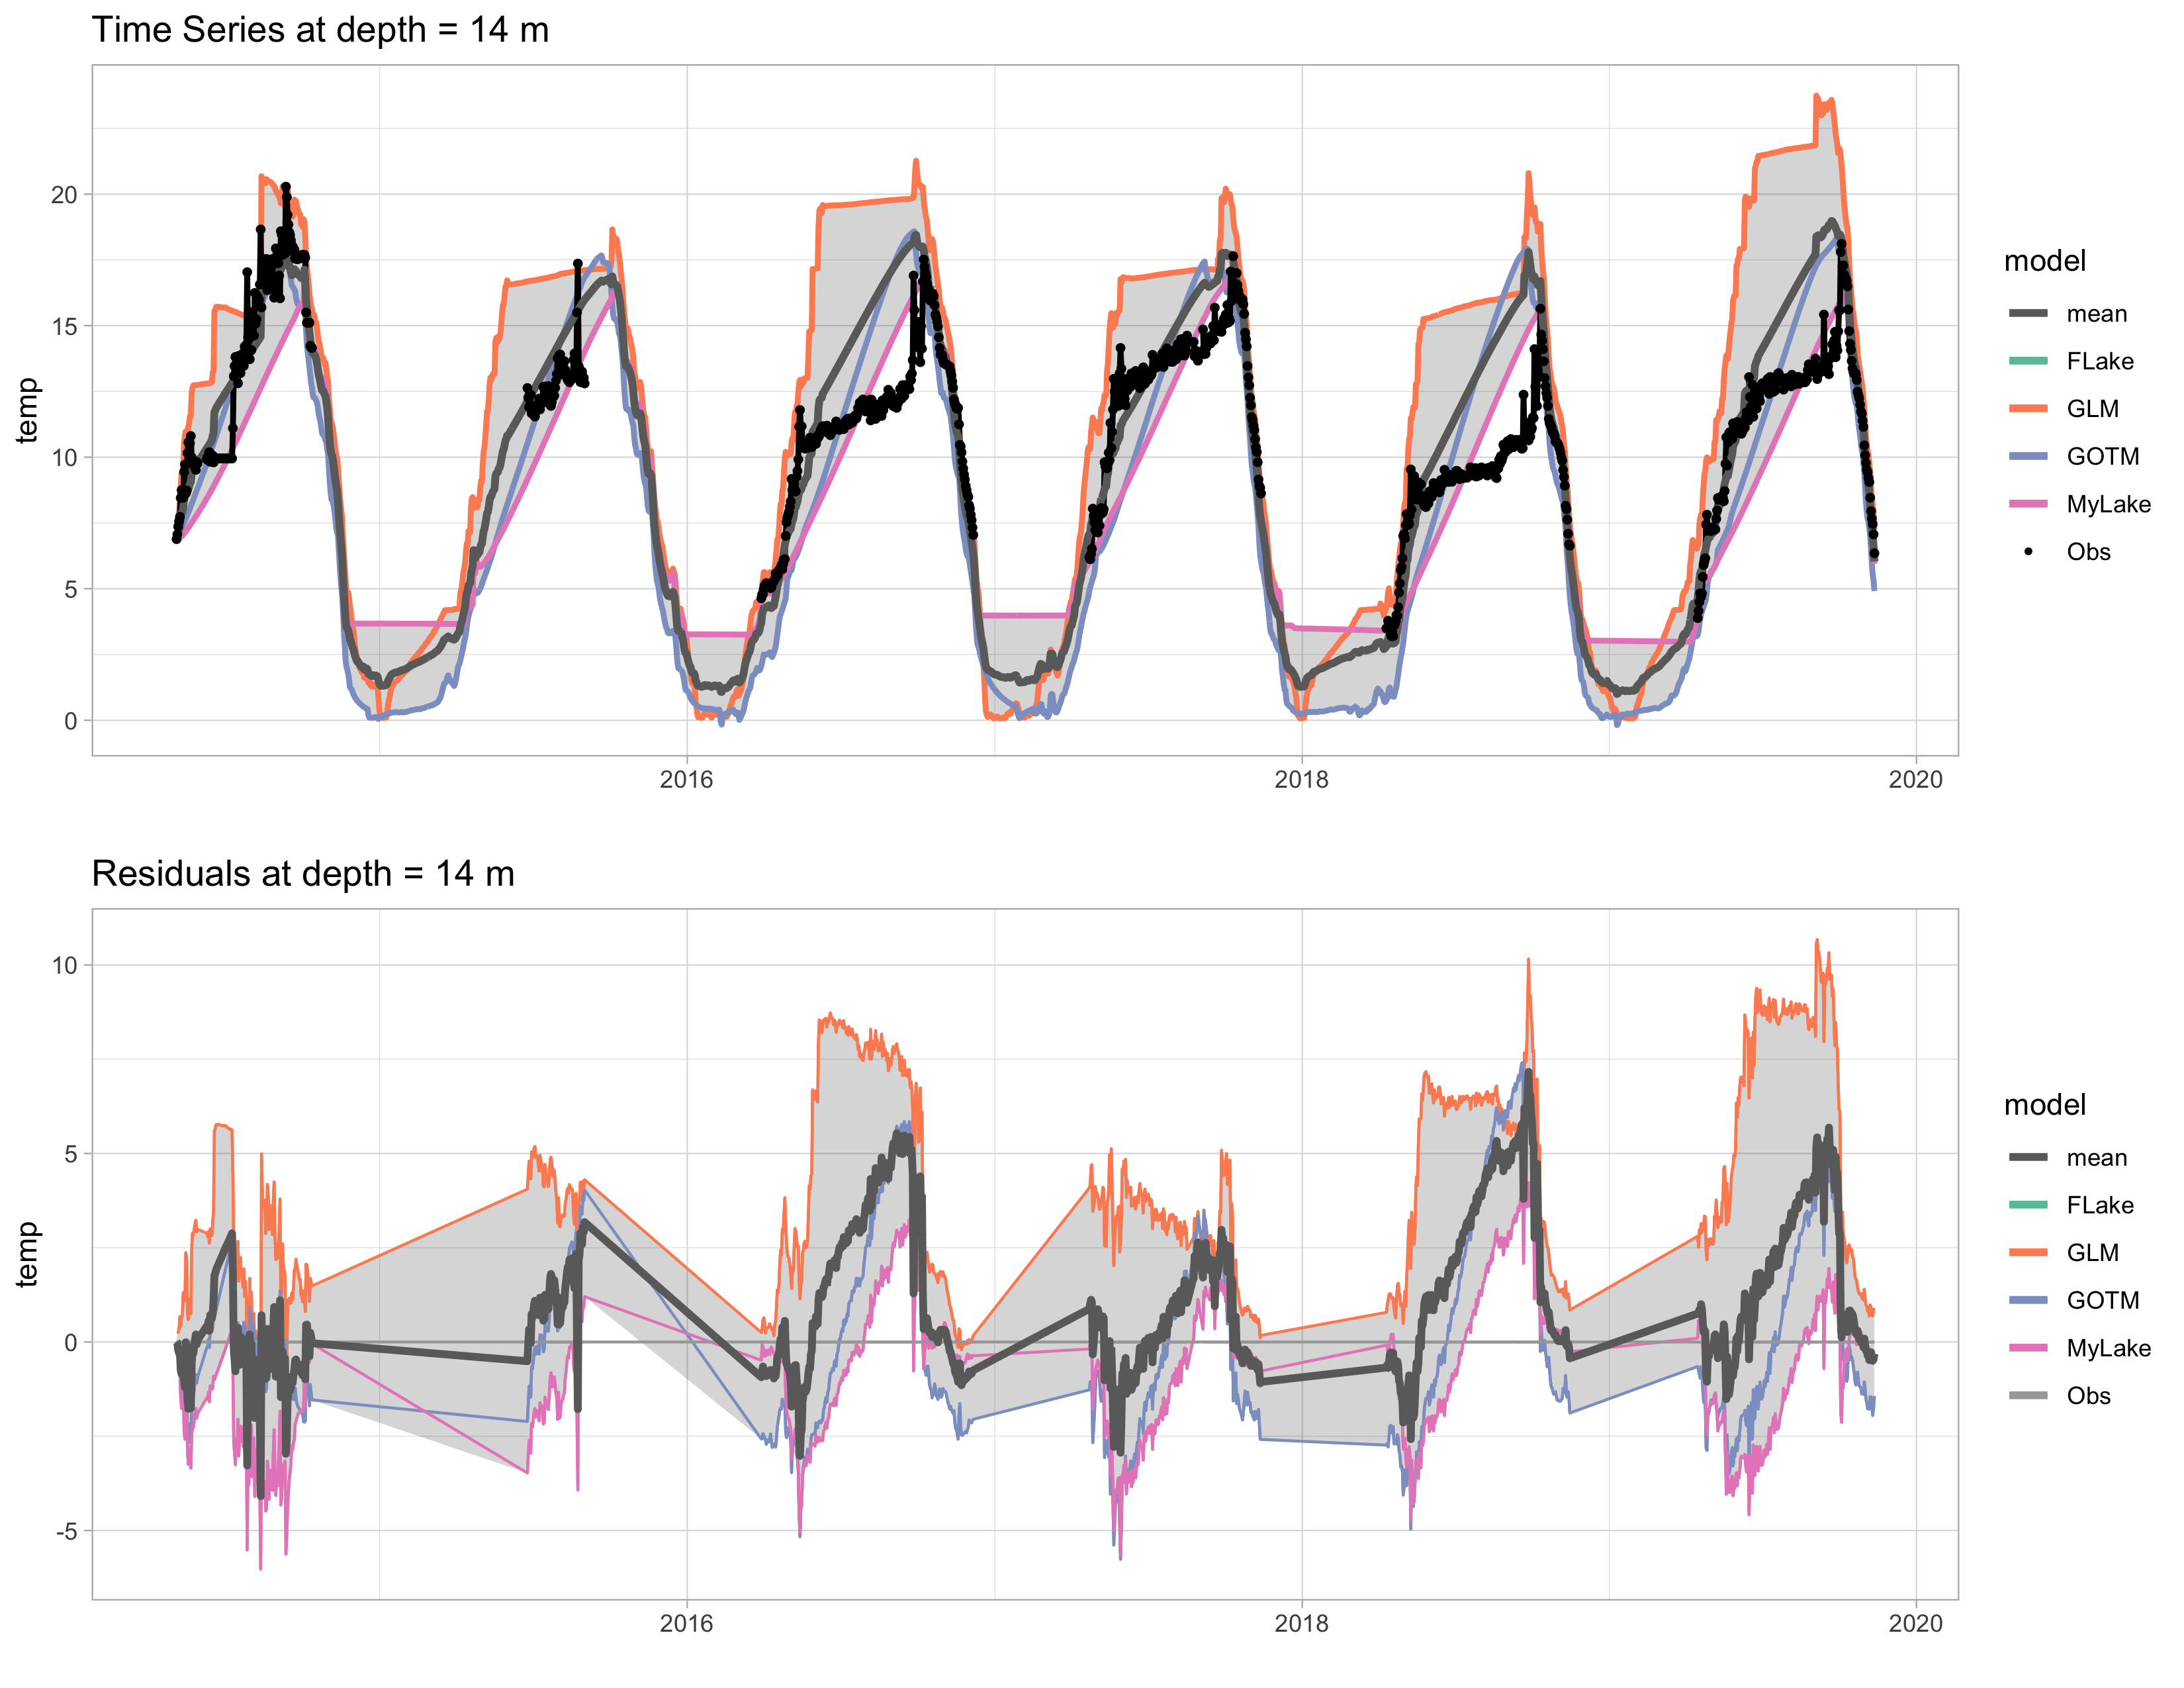 Time Series at depth = 14 m
temp
20
15
10
5
0
2016
2018
2020
model
mean
FLake
GLM
GOTM
MyLake
Obs
Residuals at depth = 14 m
temp
10
5
0
-5
2016
2018
2020
model
mean
FLake
GLM
GOTM
MyLake
Obs